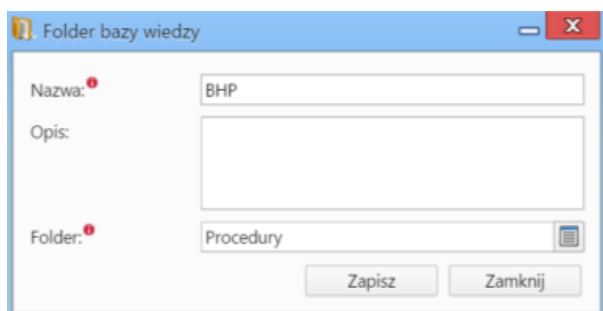 Folder bazy wiedzy
Nazwa: BHP
Opis:
Folder: Procedury
Zapisz Zamknij